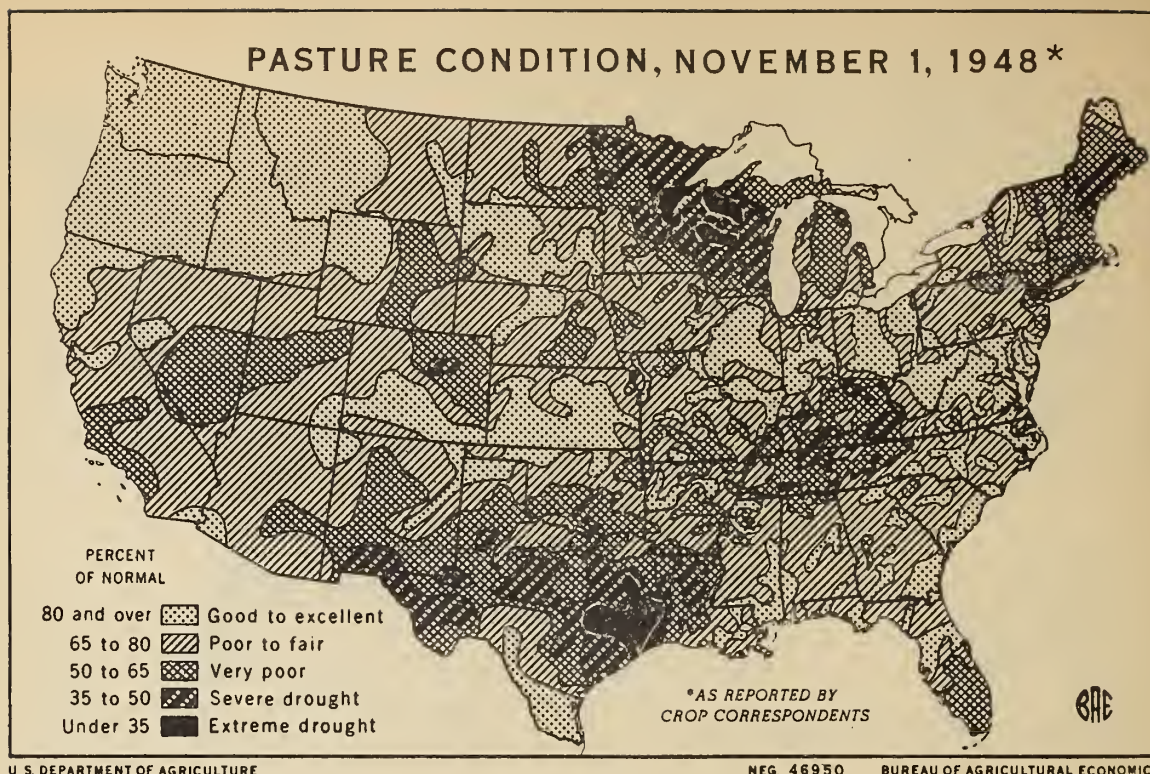 PASTURE CONDITION, NOVEMBER 1, 1948*
PERCENT
OF NORMAL
80 and over Good to excellent
65 to 80 Poor to fair
50 to 65 Very poor
35 to 50 Severe drought
Under 35 Extreme drought
*AS REPORTED BY
CROP CORRESPONDENTS
BAE
U. S. DEPARTMENT OF AGRICULTURE
NEG. 46950 BUREAU OF AGRICULTURAL ECONOMIC